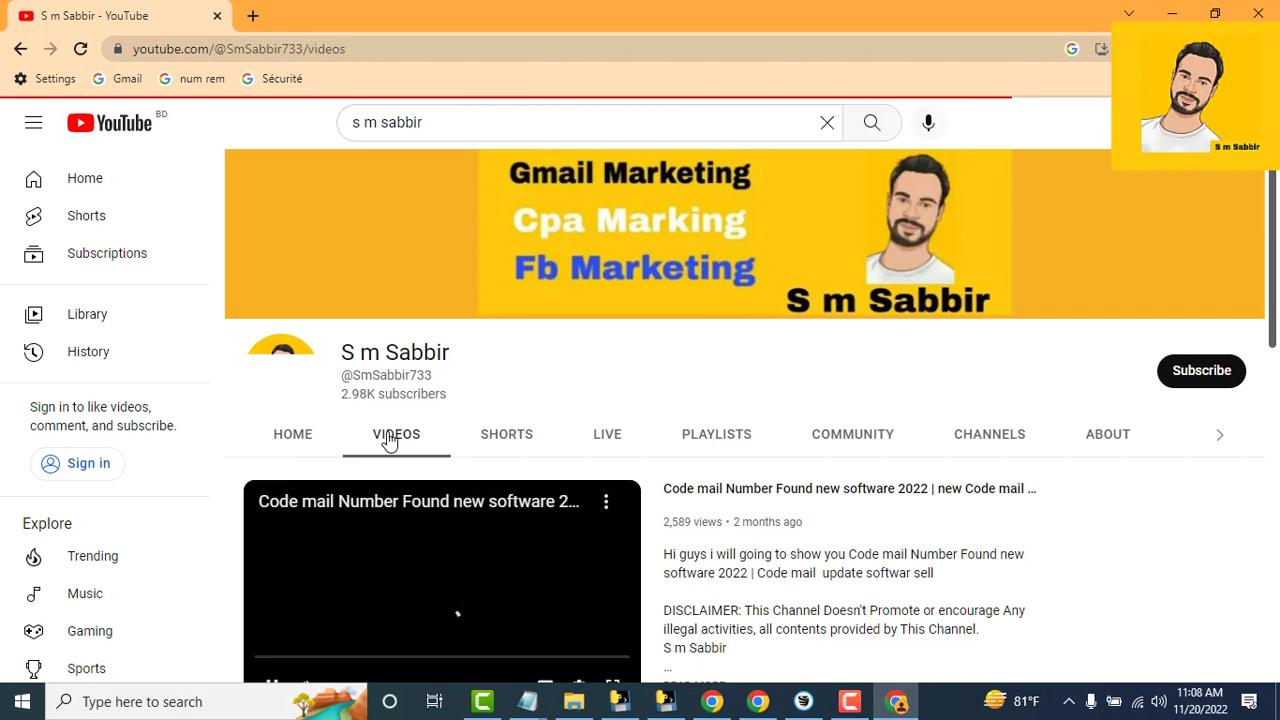 S m Sabbir - YouTube
youtube.com/@SmSabbir733/videos
Settings
Gmail
num rem
Sécurité
YouTube BD
s m sabbir
S m Sabbir
Home
Shorts
Subscriptions
Library
History
Sign in to like videos,
comment, and subscribe.
Sign in
Explore
Trending
Music
Gaming
Sports
Gmail Marketing
Cpa Marking
Fb Marketing
S m Sabbir
S m Sabbir
@SmSabbir733
2.98K subscribers
Subscribe
HOME
VIDEOS
SHORTS
LIVE
PLAYLISTS
COMMUNITY
CHANNELS
ABOUT
Code mail Number Found new software 2...
Code mail Number Found new software 2022 | new Code mail ...
2,589 views • 2 months ago
Hi guys i will going to show you Code mail Number Found new
software 2022 | Code mail update softwar sell
DISCLAIMER: This Channel Doesn't Promote or encourage Any
illegal activities, all contents provided by This Channel.
S m Sabbir
...
Type here to search
81°F
11:08 AM
11/20/2022